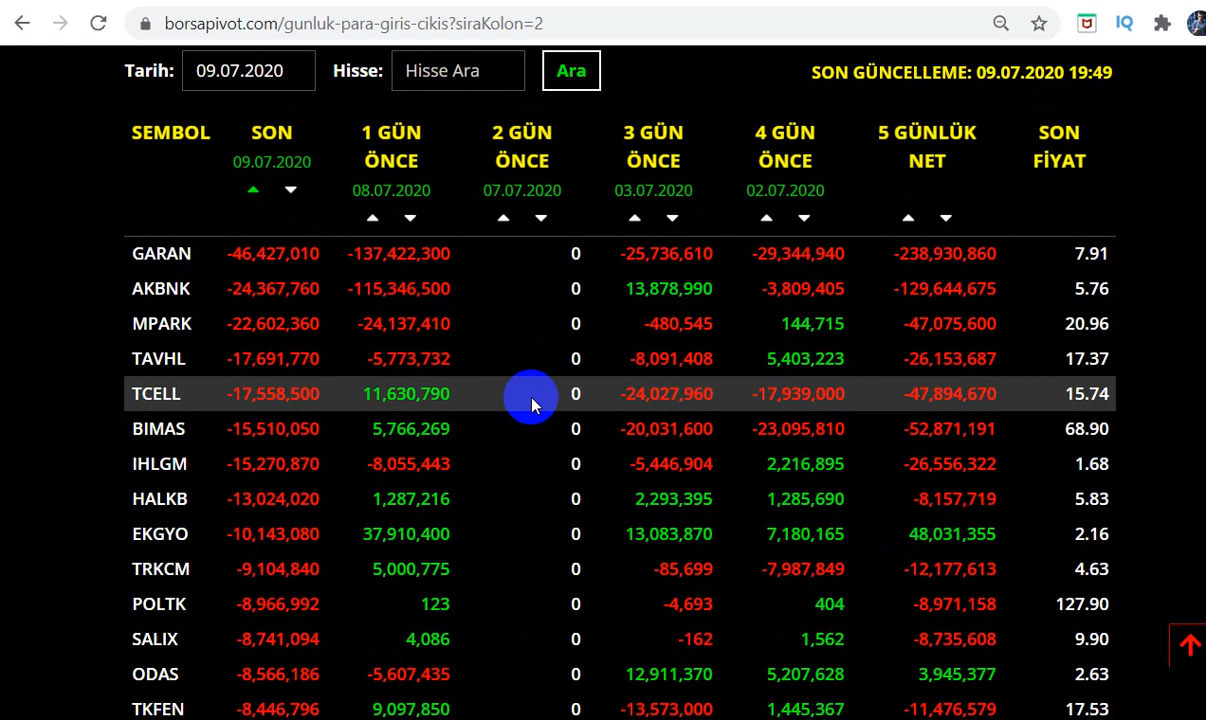 borsapivot.com/gunluk-para-giris-cikis?siraKolon=2
IQ
Tarih: 09.07.2020 Hisse: Hisse Ara Ara SON GÜNCELLEME: 09.07.2020 19:49
SEMBOL SON 1 GÜN ÖNCE 2 GÜN ÖNCE 3 GÜN ÖNCE 4 GÜN ÖNCE 5 GÜNLÜK NET SON FİYAT
09.07.2020 08.07.2020 07.07.2020 03.07.2020 02.07.2020
GARAN -46,427,010 -137,422,300 0 -25,736,610 -29,344,940 -238,930,860 7.91
AKBNK -24,367,760 -115,346,500 0 13,878,990 -3,809,405 -129,644,675 5.76
MPARK -22,602,360 -24,137,410 0 -480,545 144,715 -47,075,600 20.96
TAVHL -17,691,770 -5,773,732 0 -8,091,408 5,403,223 -26,153,687 17.37
TCELL -17,558,500 11,630,790 0 -24,027,960 -17,939,000 -47,894,670 15.74
BIMAS -15,510,050 5,766,269 0 -20,031,600 -23,095,810 -52,871,191 68.90
IHLGM -15,270,870 -8,055,443 0 -5,446,904 2,216,895 -26,556,322 1.68
HALKB -13,024,020 1,287,216 0 2,293,395 1,285,690 -8,157,719 5.83
EKGYO -10,143,080 37,910,400 0 13,083,870 7,180,165 48,031,355 2.16
TRKCM -9,104,840 5,000,775 0 -85,699 -7,987,849 -12,177,613 4.63
POLTK -8,966,992 123 0 -4,693 404 -8,971,158 127.90
SALIX -8,741,094 4,086 0 -162 1,562 -8,735,608 9.90
ODAS -8,566,186 -5,607,435 0 12,911,370 5,207,628 3,945,377 2.63
TKFEN -8,446,796 9,097,850 0 -13,573,000 1,445,367 -11,476,579 17.53